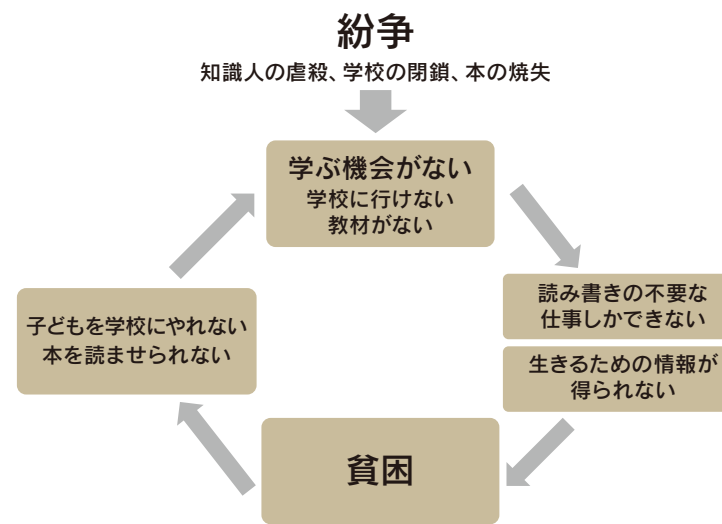 紛争
知識人の虐殺、学校の閉鎖、本の焼失
学ぶ機会がない
学校に行けない
教材がない
読み書きの不要な
仕事しかできない
生きるための情報が
得られない
貧困
子どもを学校にやれない
本を読ませられない